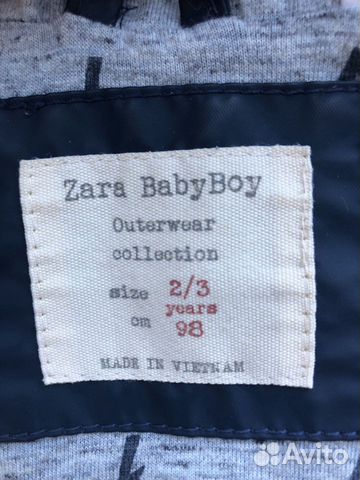 Zara BabyBoy
Outerwear
collection
size 2/3
years
cm 98
MADE IN VIETNAM
Avito